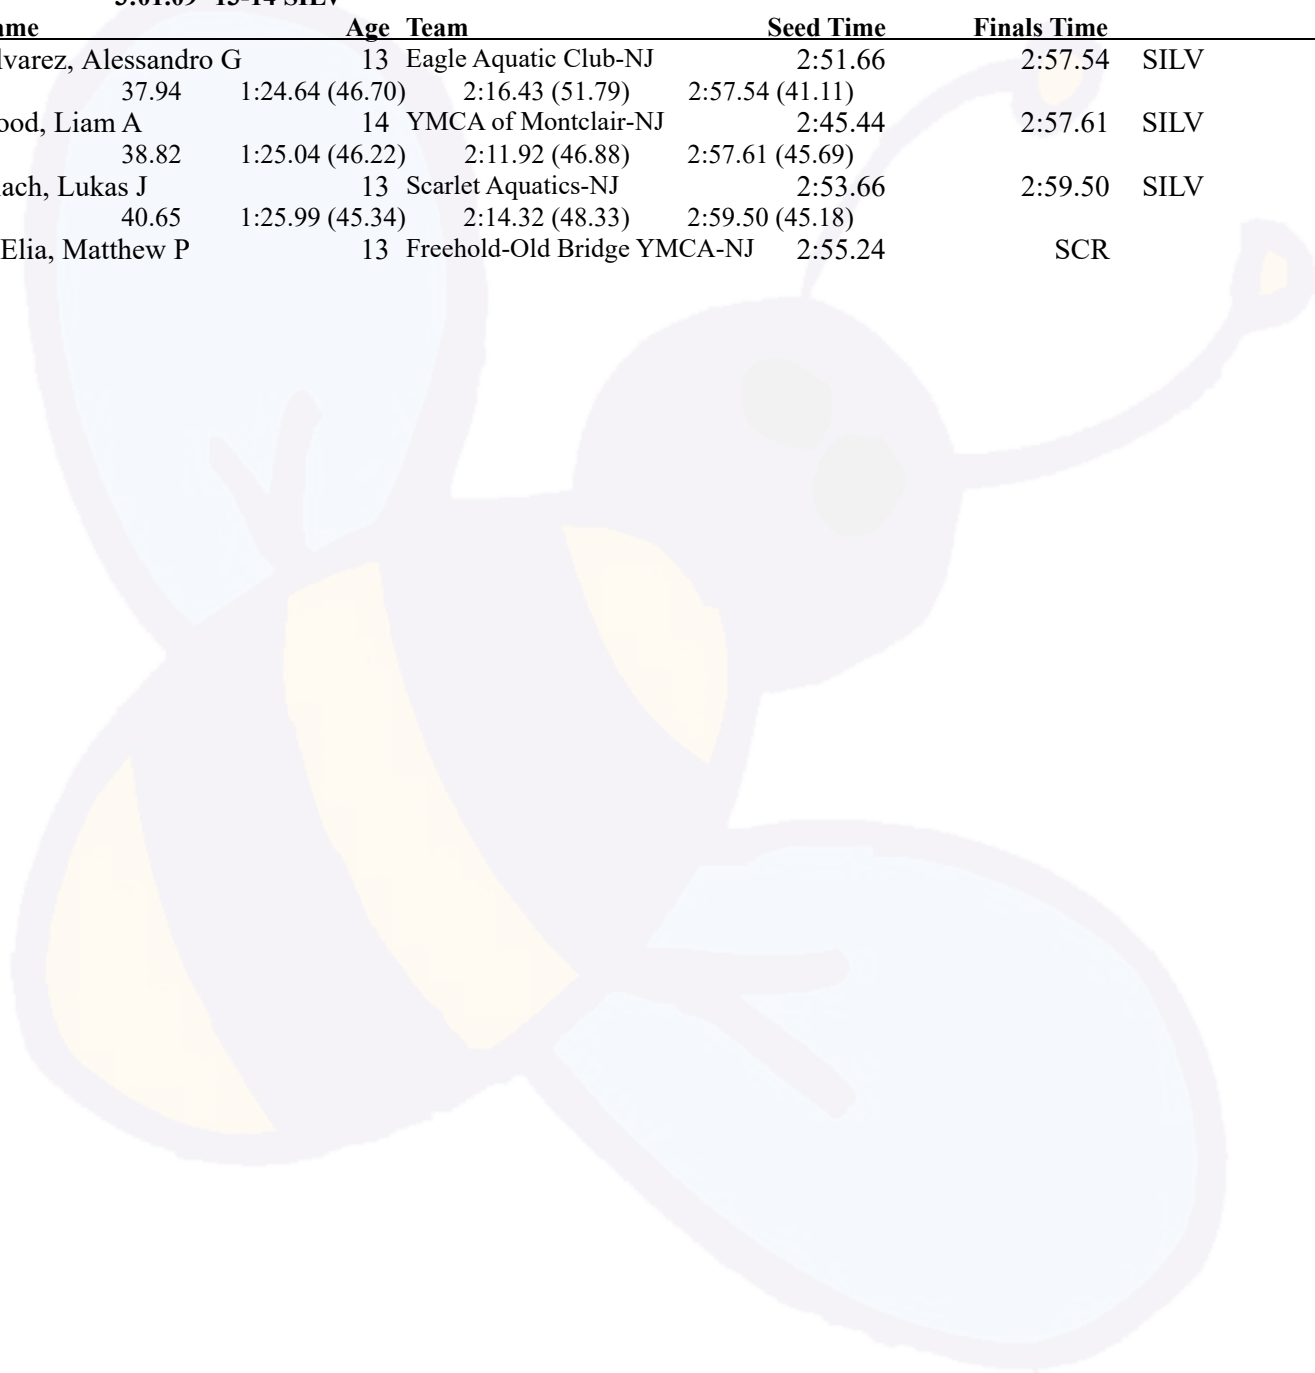 13-14 SILV
Age Team Seed Time Finals Time
Alessandro G 13 Eagle Aquatic Club-NJ 2:51.66 2:57.54 SILV
37.94 1:24.64 (46.70) 2:16.43 (51.79) 2:57.54 (41.11)
Liam A 14 YMCA of Montclair-NJ 2:45.44 2:57.61 SILV
38.82 1:25.04 (46.22) 2:11.92 (46.88) 2:57.61 (45.69)
Lukas J 13 Scarlet Aquatics-NJ 2:53.66 2:59.50 SILV
40.65 1:25.99 (45.34) 2:14.32 (48.33) 2:59.50 (45.18)
Elia, Matthew P 13 Freehold-Old Bridge YMCA-NJ 2:55.24 SCR